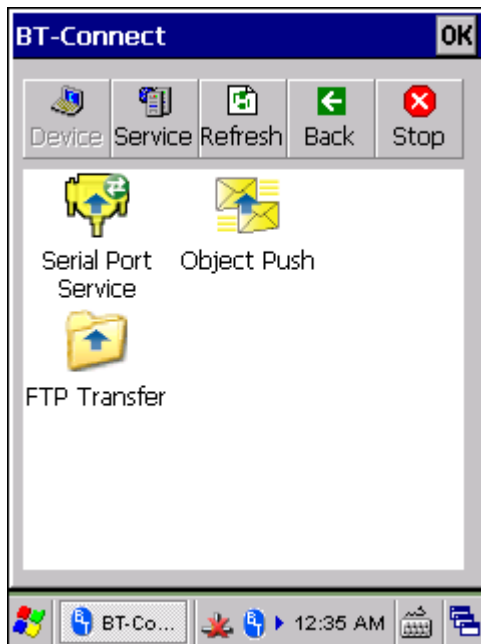 BT-Connect OK
Device Service Refresh Back Stop
Serial Port
Service
Object Push
FTP Transfer
BT-Co... 12:35 AM